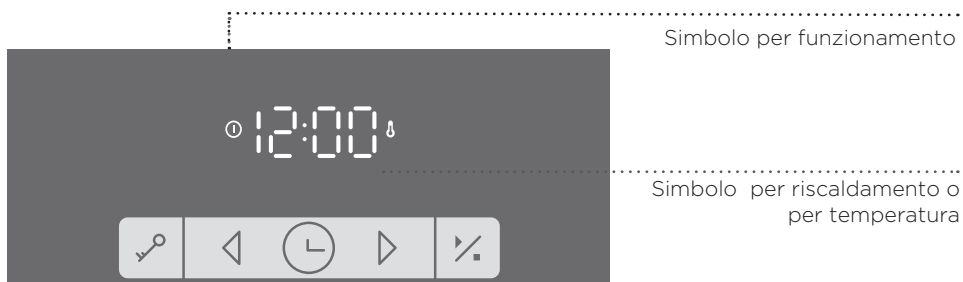 Simbolo per funzionamento
12:00
Simbolo per riscaldamento o
per temperatura